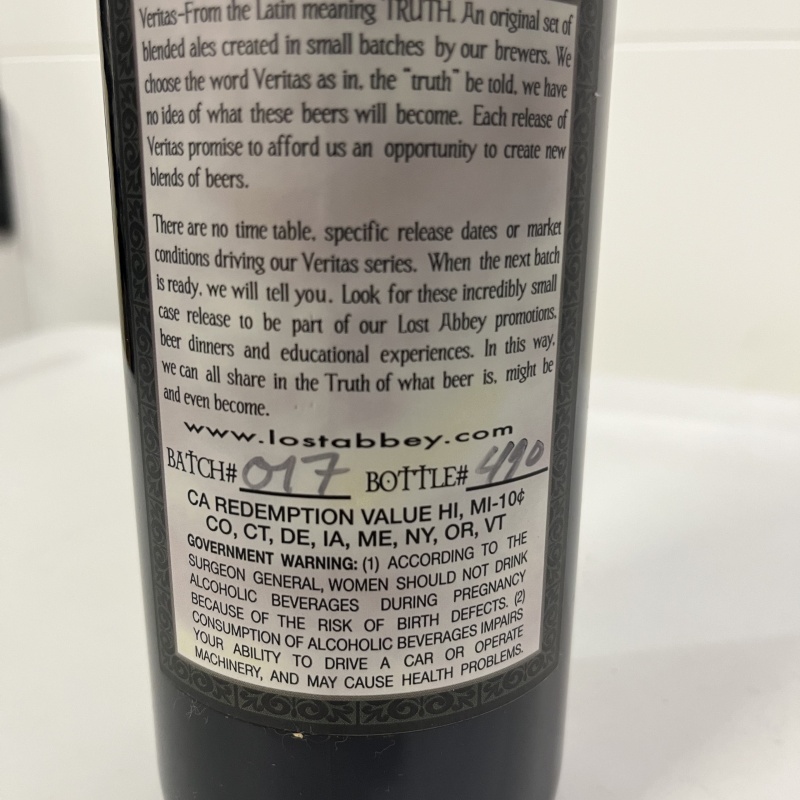 Veritas-From the Latin meaning TRUTH. An original set of
blended ales created in small batches by our brewers. We
choose the word Veritas as in, the "truth" be told, we have
no idea of what these beers will become. Each release of
Veritas promise to afford us an opportunity to create new
blends of beers.
There are no time table, specific release dates or market
conditions driving our Veritas series. When the next batch
is ready, we will tell you. Look for these incredibly small
case release to be part of our Lost Abbey promotions,
beer dinners and educational experiences. In this way,
we can all share in the Truth of what beer is, might be
and even become.
www.lostabbey.com
BATCH# 017 BOTTLE# 490
CA REDEMPTION VALUE HI, MI-10¢
CO, CT, DE, IA, ME, NY, OR, VT
GOVERNMENT WARNING: (1) ACCORDING TO THE
SURGEON GENERAL, WOMEN SHOULD NOT DRINK
ALCOHOLIC BEVERAGES DURING PREGNANCY
BECAUSE OF THE RISK OF BIRTH DEFECTS. (2)
CONSUMPTION OF ALCOHOLIC BEVERAGES IMPAIRS
YOUR ABILITY TO DRIVE A CAR OR OPERATE
MACHINERY, AND MAY CAUSE HEALTH PROBLEMS.